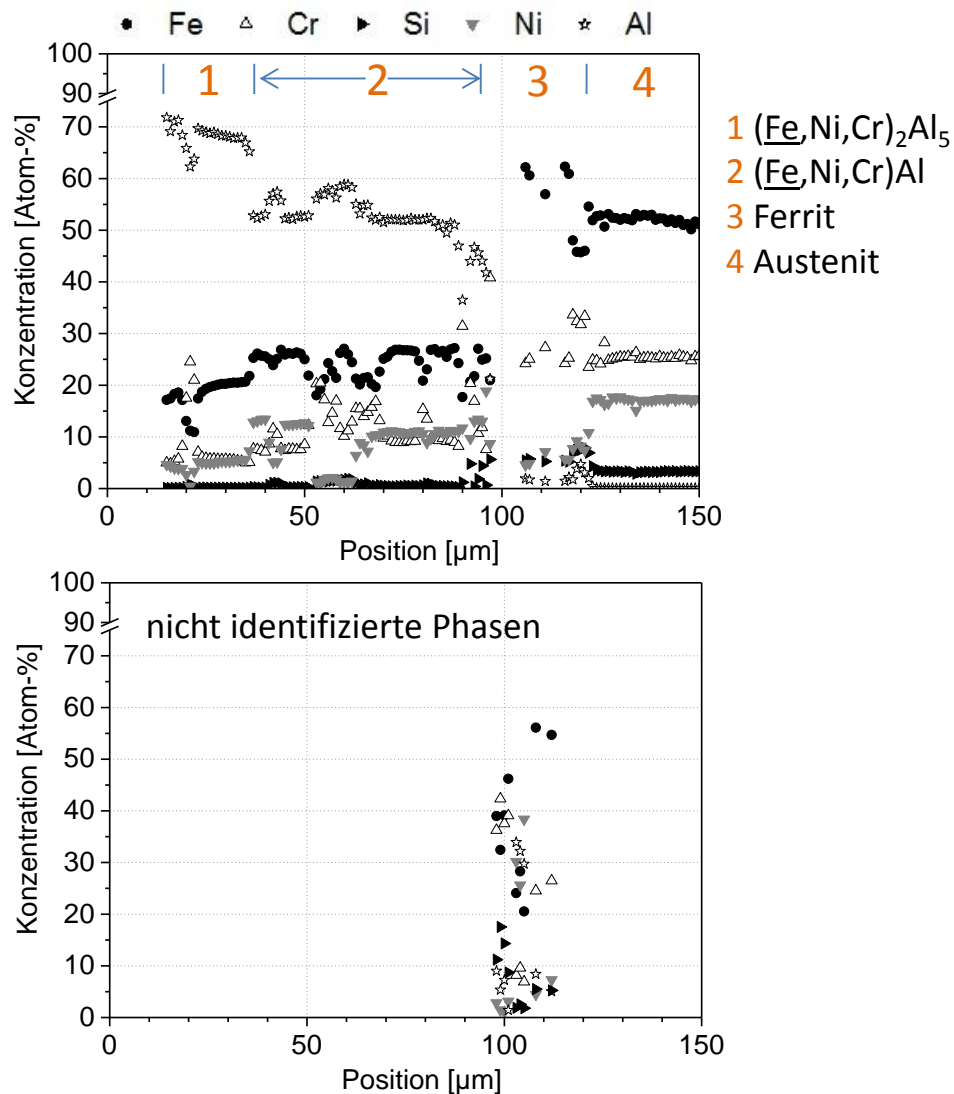 Fe Cr Si Ni Al
100
90
70
60
50
40
30
20
10
0
0 50 100 150
Konzentration [Atom-%]
Position [µm]
1 2 3 4
1 (Fe,Ni,Cr)₂Al₅
2 (Fe,Ni,Cr)Al
3 Ferrit
4 Austenit
100
90
70
60
50
40
30
20
10
0
0 50 100 150
Konzentration [Atom-%]
Position [µm]
nicht identifizierte Phasen